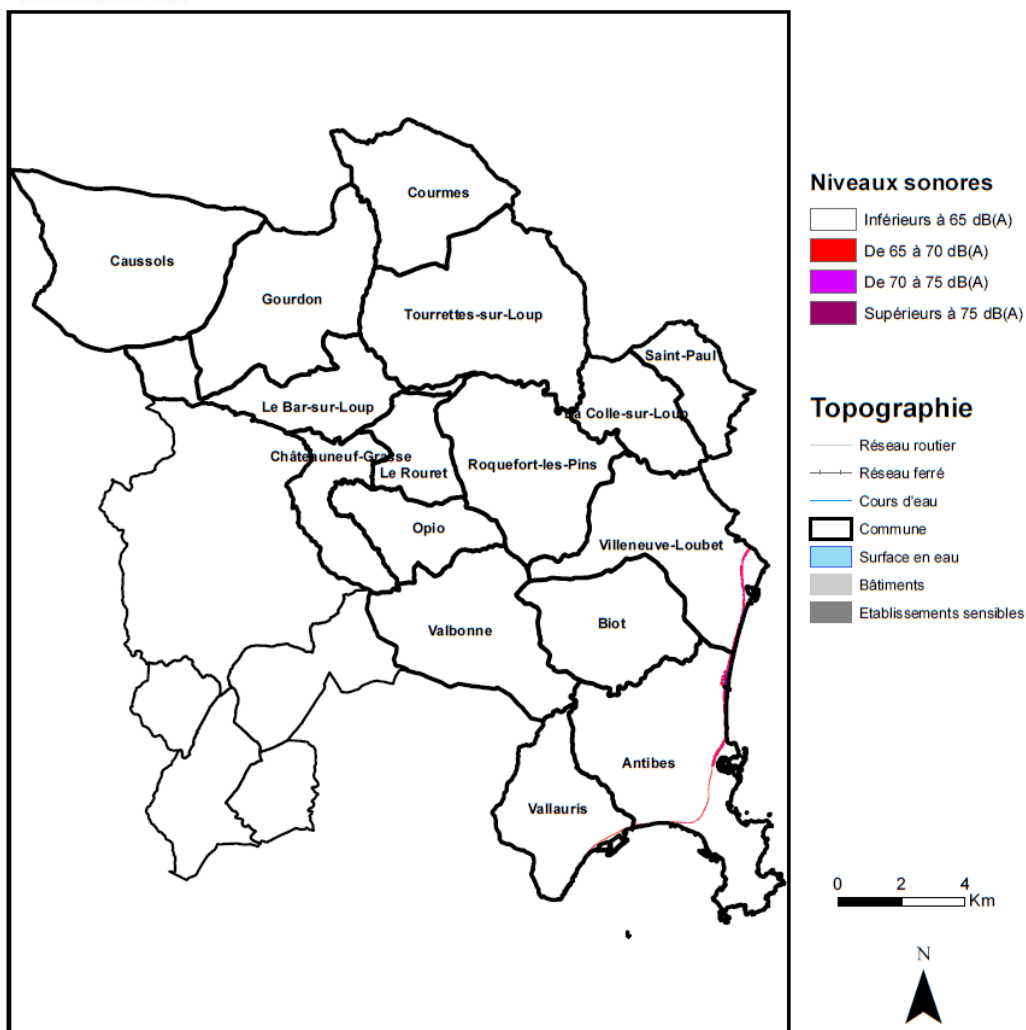 Courmes
Caussols
Gourdon
Tourrettes-sur-Loup
Saint-Paul
Le Bar-sur-Loup
La Colle-sur-Loup
Châteauneuf-Grasse
Le Rouret
Roquefort-les-Pins
Opio
Villeneuve-Loubet
Valbonne
Biot
Antibes
Vallauris
Niveaux sonores
Inférieurs à 65 dB(A)
De 65 à 70 dB(A)
De 70 à 75 dB(A)
Supérieurs à 75 dB(A)
Topographie
Réseau routier
Réseau ferré
Cours d'eau
Commune
Surface en eau
Bâtiments
Etablissements sensibles
0 2 4
Km
N